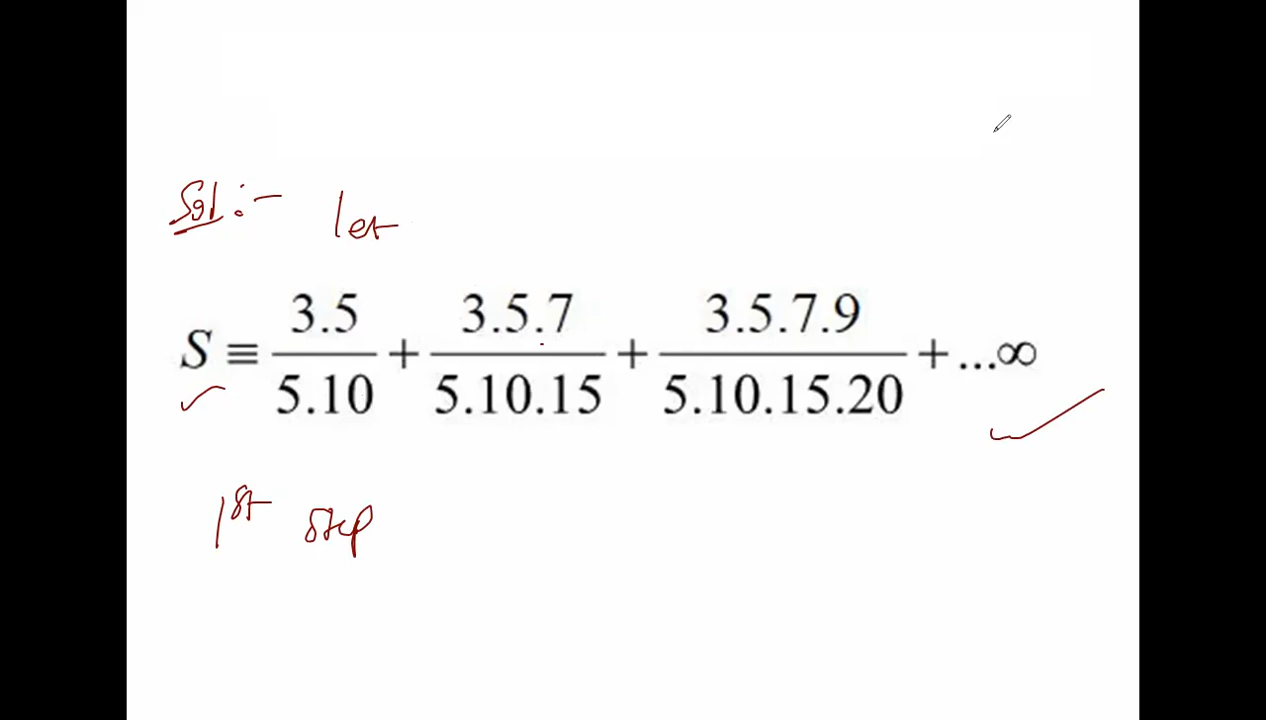 Sol :- let
S ≡ 3.5/5.10 + 3.5.7/5.10.15 + 3.5.7.9/5.10.15.20 + ...∞
1st step